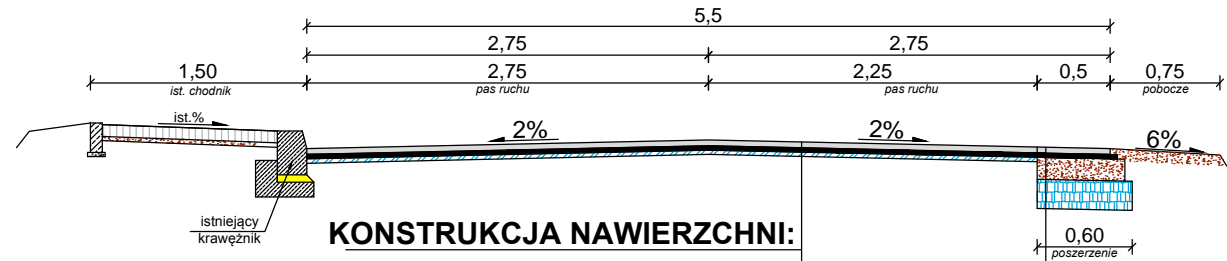 5,5
2,75 2,75
1,50 2,75 2,25 0,5 0,75
ist. chodnik pas ruchu pas ruchu pobocze
ist.% 2% 2% 6%
istniejący
krawężnik
KONSTRUKCJA NAWIERZCHNI:
0,60
poszerzenie